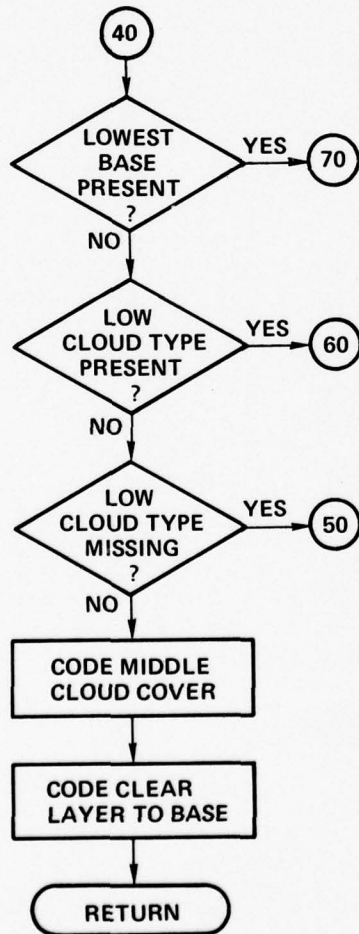 40
LOWEST
BASE
PRESENT
?
YES
70
NO
LOW
CLOUD TYPE
PRESENT
?
YES
60
NO
LOW
CLOUD TYPE
MISSING
?
YES
50
NO
CODE MIDDLE
CLOUD COVER
CODE CLEAR
LAYER TO BASE
RETURN